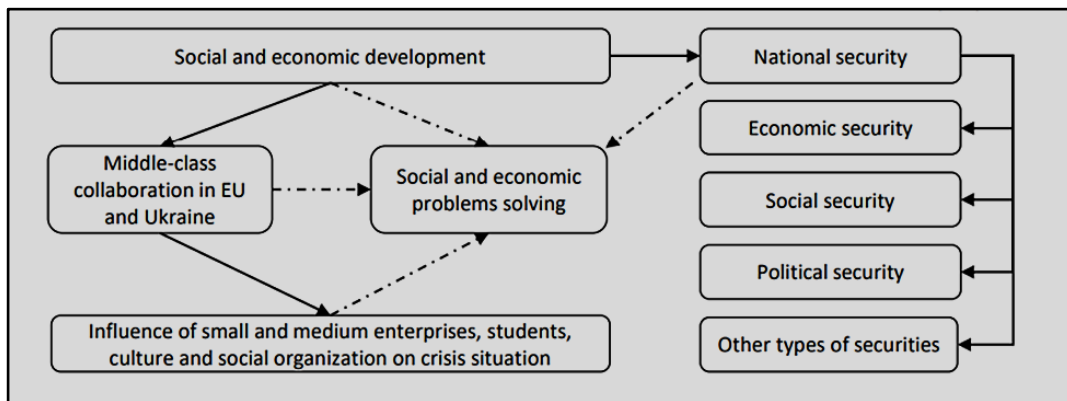 Social and economic development
National security
Economic security
Middle-class
collaboration in EU
and Ukraine
Social and economic
problems solving
Social security
Political security
Influence of small and medium enterprises, students,
culture and social organization on crisis situation
Other types of securities